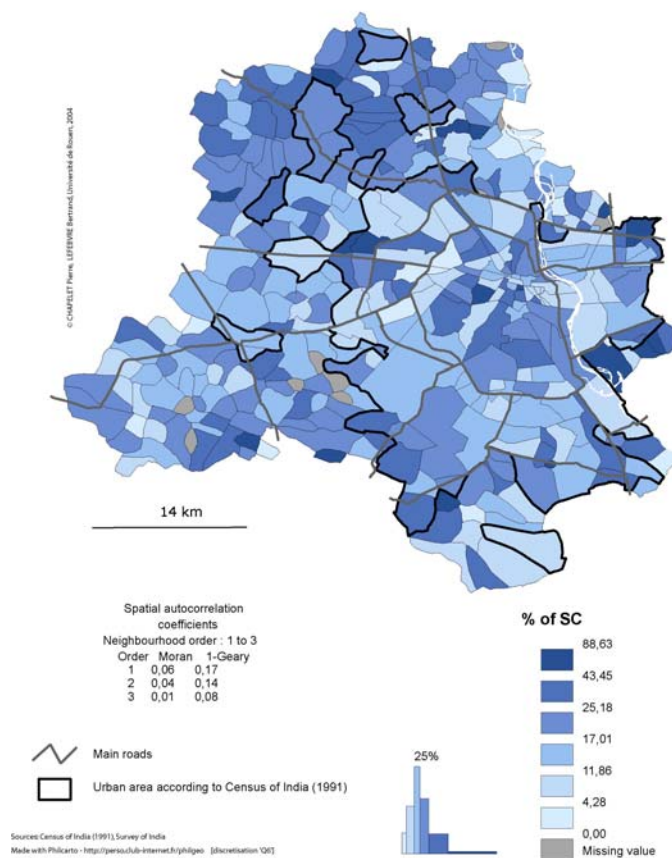 © CHAPELET Pierre, LEFEBVRE Bertrand, Université de Rouen, 2004
14 km
Spatial autocorrelation
coefficients
Neighbourhood order : 1 to 3
Order Moran 1-Geary
1 0,06 0,17
2 0,04 0,14
3 0,01 0,08
Main roads
Urban area according to Census of India (1991)
25%
% of SC
88,63
43,45
25,18
17,01
11,86
4,28
0,00
Missing value
Sources: Census of India (1991), Survey of India
Made with Philcarto - http://perso.club-internet.fr/philgeo [discretisation 'Q6']